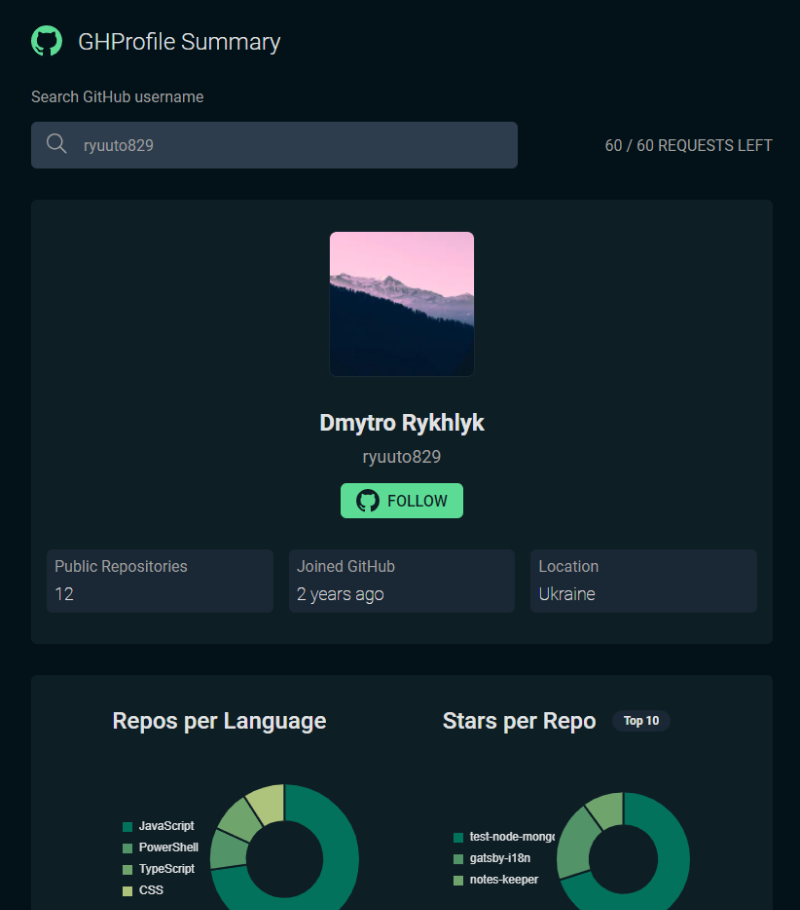 GHProfile Summary
Search GitHub username
ryuuto829
60 / 60 REQUESTS LEFT
Dmytro Rykhlyk
ryuuto829
FOLLOW
Public Repositories
12
Joined GitHub
2 years ago
Location
Ukraine
Repos per Language
JavaScript
PowerShell
TypeScript
CSS
Stars per Repo
Top 10
test-node-mong
gatsby-i18n
notes-keeper